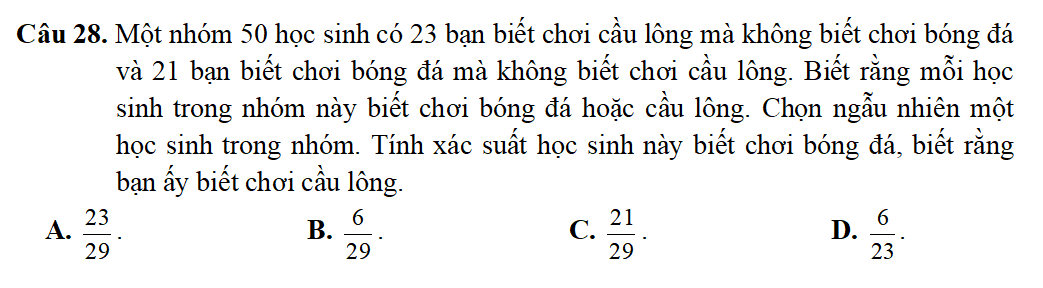 Câu 28. Một nhóm 50 học sinh có 23 bạn biết chơi cầu lông mà không biết chơi bóng đá
và 21 bạn biết chơi bóng đá mà không biết chơi cầu lông. Biết rằng mỗi học
sinh trong nhóm này biết chơi bóng đá hoặc cầu lông. Chọn ngẫu nhiên một
học sinh trong nhóm. Tính xác suất học sinh này biết chơi bóng đá, biết rằng
bạn ấy biết chơi cầu lông.
A. 23/29. B. 6/29. C. 21/29. D. 6/23.